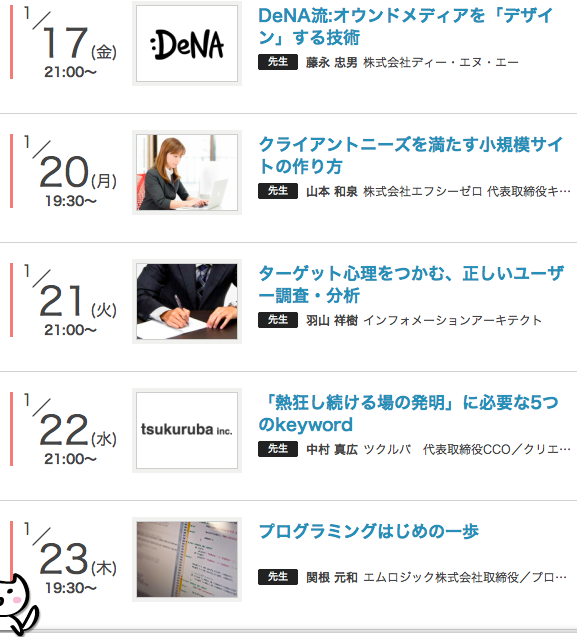 1/17(金)
21:00〜
:DeNA
DeNA流:オウンドメディアを「デザイ
ン」する技術
先生 藤永 忠男 株式会社ディー・エヌ・エー
1/20(月)
19:30〜
クライアントニーズを満たす小規模サイ
トの作り方
先生 山本 和泉 株式会社エフシーゼロ 代表取締役キ…
1/21(火)
21:00〜
ターゲット心理をつかむ、正しいユーザ
ー調査・分析
先生 羽山 祥樹 インフォメーションアーキテクト
1/22(水)
21:00〜
tsukuruba inc.
「熱狂し続ける場の発明」に必要な5つ
のkeyword
先生 中村 真広 ツクルバ 代表取締役CCO／クリエ…
1/23(木)
19:30〜
プログラミングはじめの一歩
先生 関根 元和 エムロジック株式会社取締役／プロ…